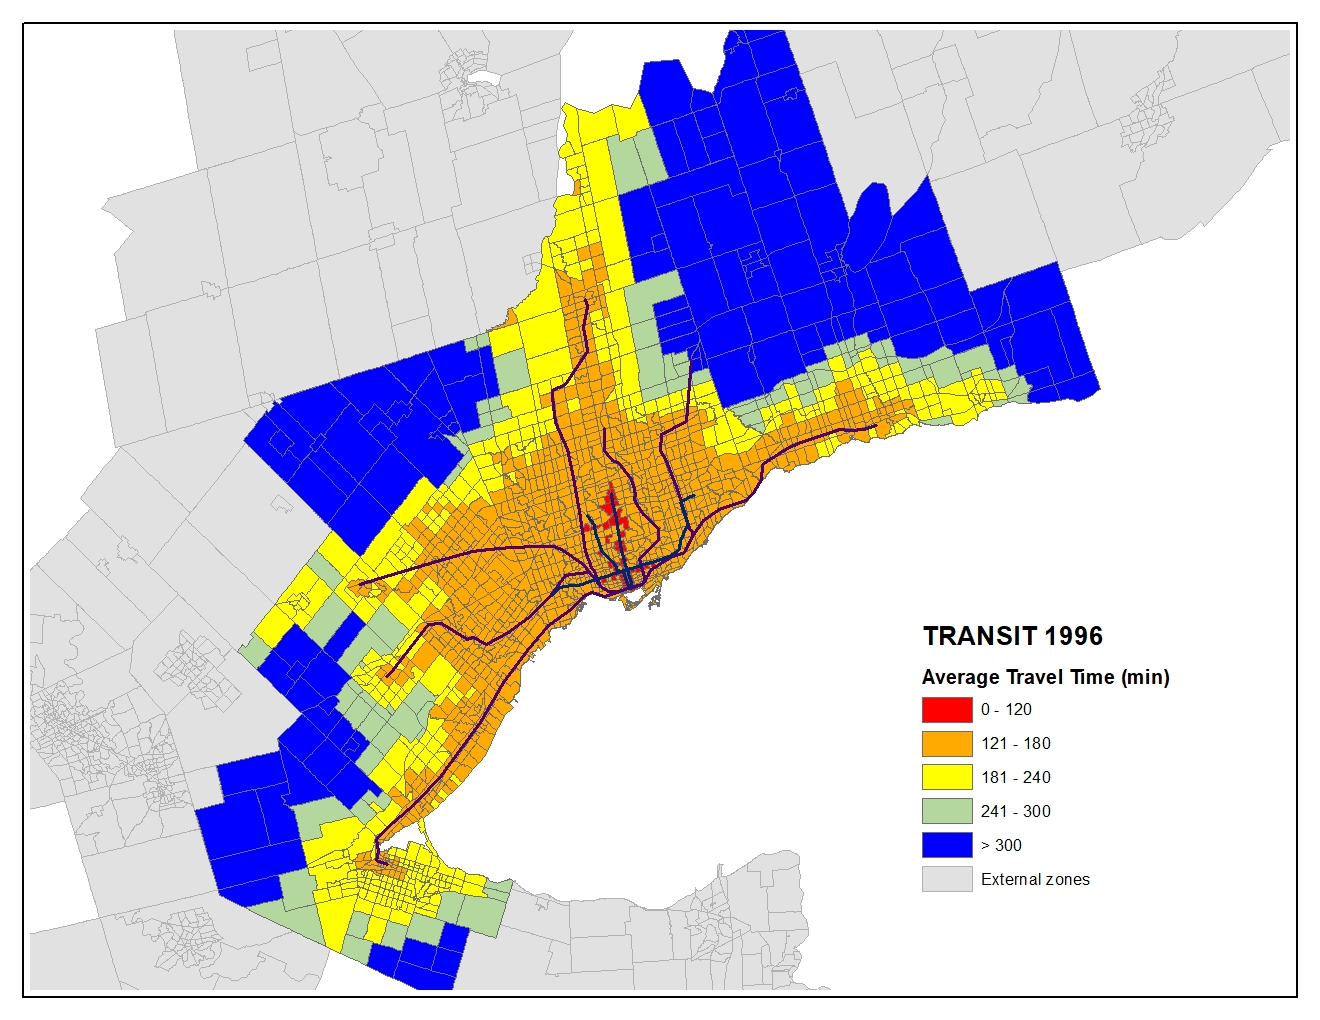 TRANSIT 1996
Average Travel Time (min)
0 - 120
121 - 180
181 - 240
241 - 300
> 300
External zones